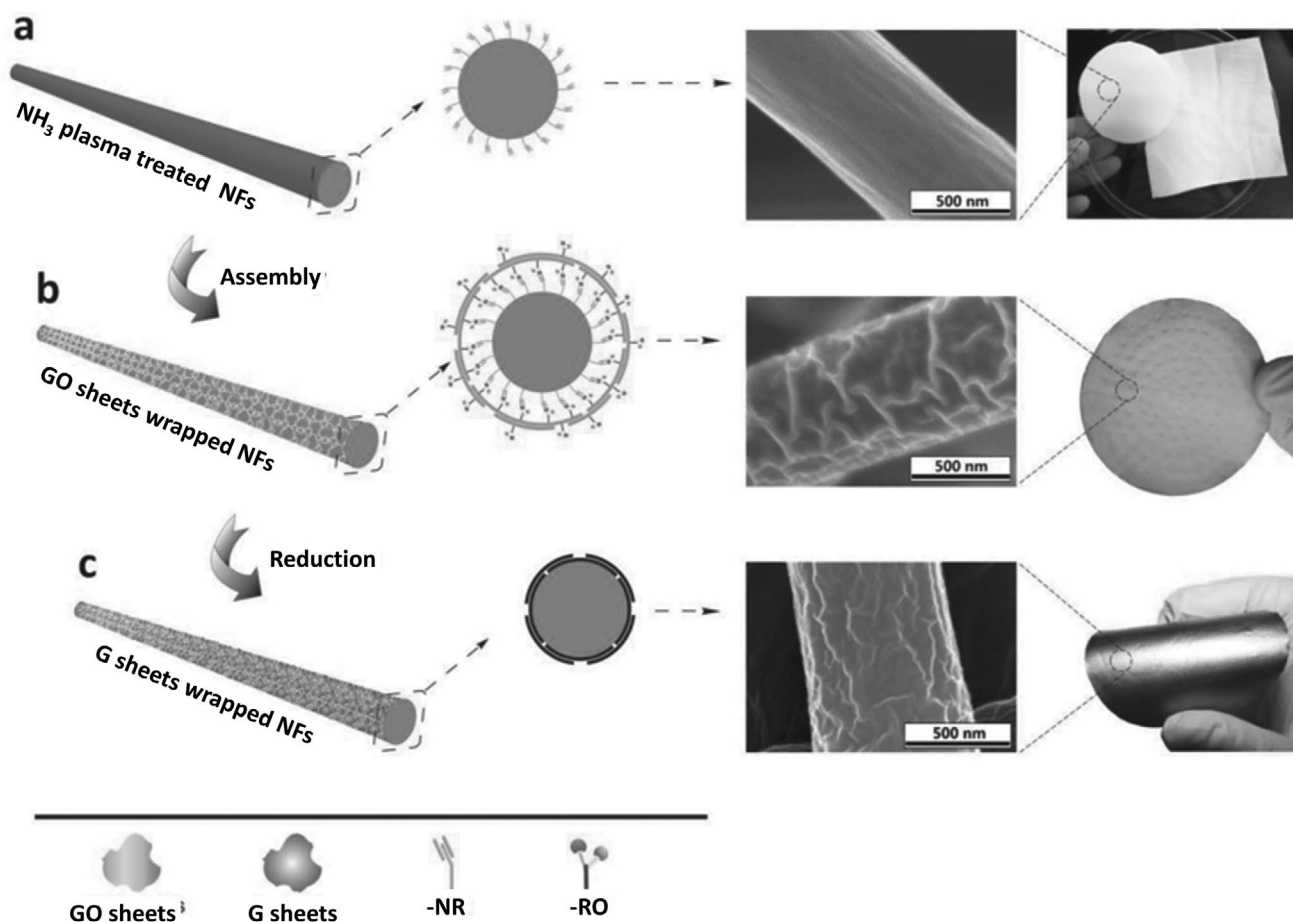 a
NH₃ plasma treated NFs
500 nm
Assembly
b
GO sheets wrapped NFs
500 nm
Reduction
c
G sheets wrapped NFs
500 nm
GO sheets
G sheets
-NR
-RO